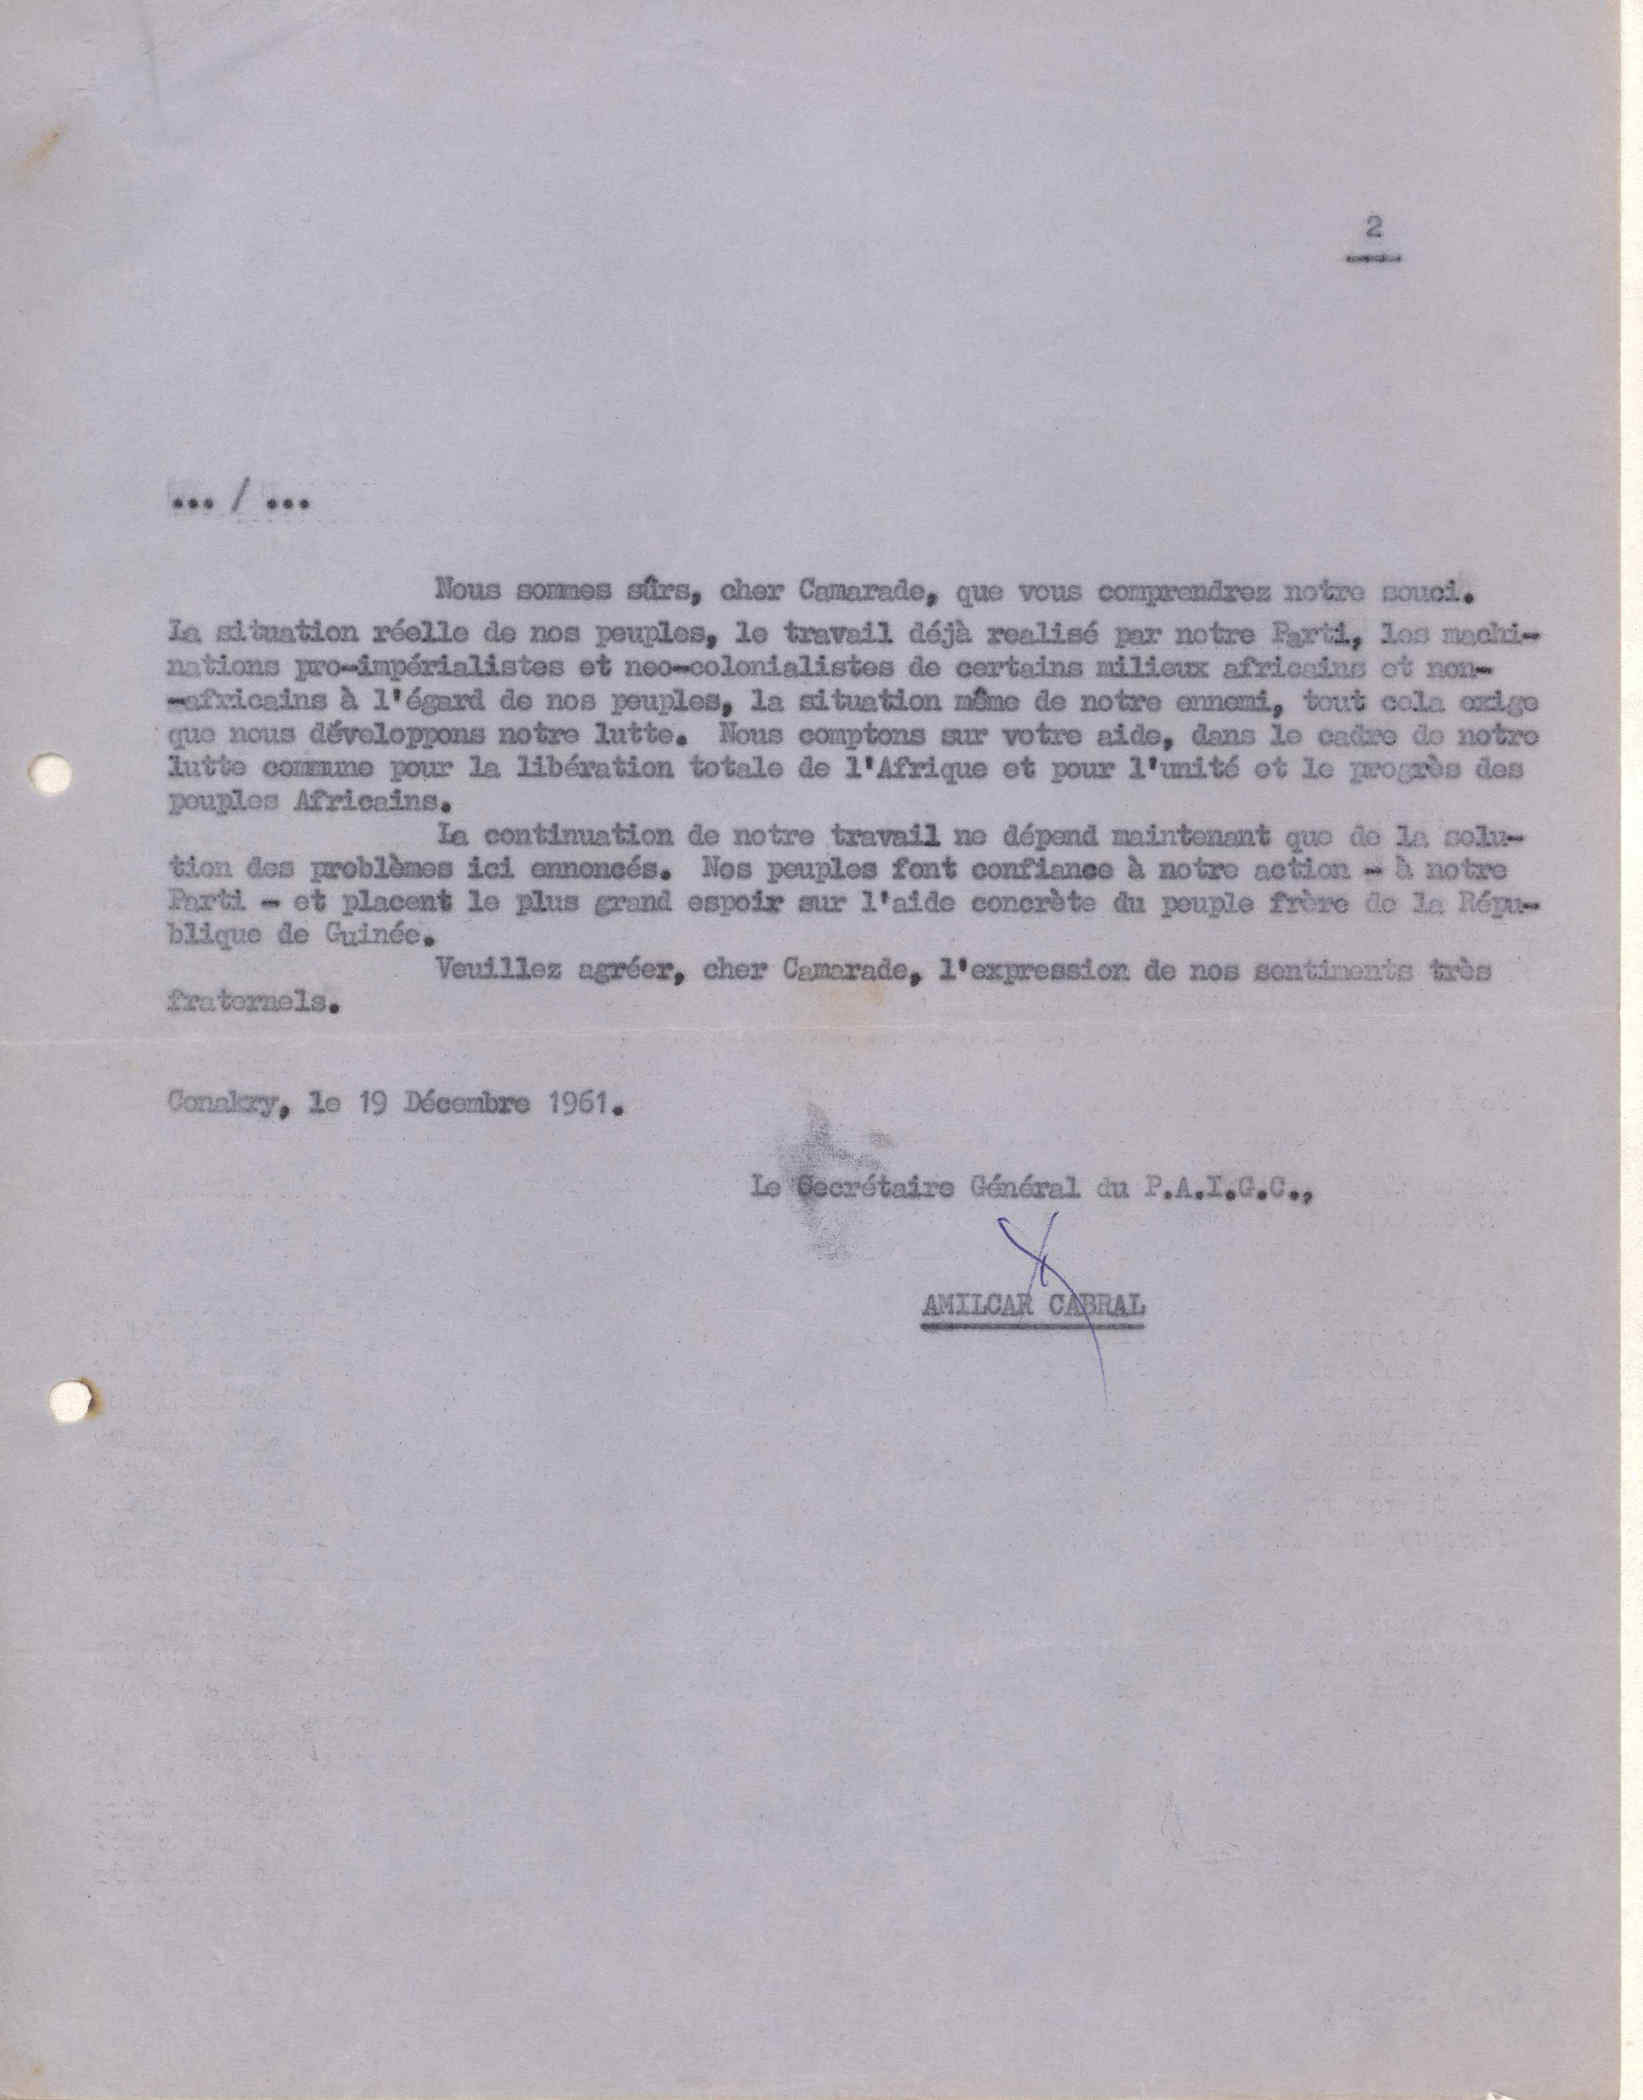 2
... / ...
Nous sommes sûrs, cher Camarade, que vous comprendrez notre souci.
La situation réelle de nos peuples, le travail déjà realisé par notre Parti, les machi-
nations pro-impérialistes et neo-colonialistes de certains milieux africains et non-
-africains à l'égard de nos peuples, la situation même de notre ennemi, tout cela exige
que nous développons notre lutte. Nous comptons sur votre aide, dans le cadre de notre
lutte commune pour la libération totale de l'Afrique et pour l'unité et le progrès des
peuples Africains.
La continuation de notre travail ne dépend maintenant que de la solu-
tion des problèmes ici ennoncés. Nos peuples font confiance à notre action - à notre
Parti - et placent le plus grand espoir sur l'aide concrète du peuple frère de la Répu-
blique de Guinée.
Veuillez agréer, cher Camarade, l'expression de nos sentiments très
fraternels.
Conakry, le 19 Décembre 1961.
Le Secrétaire Général du P.A.I.G.C.,
AMILCAR CABRAL